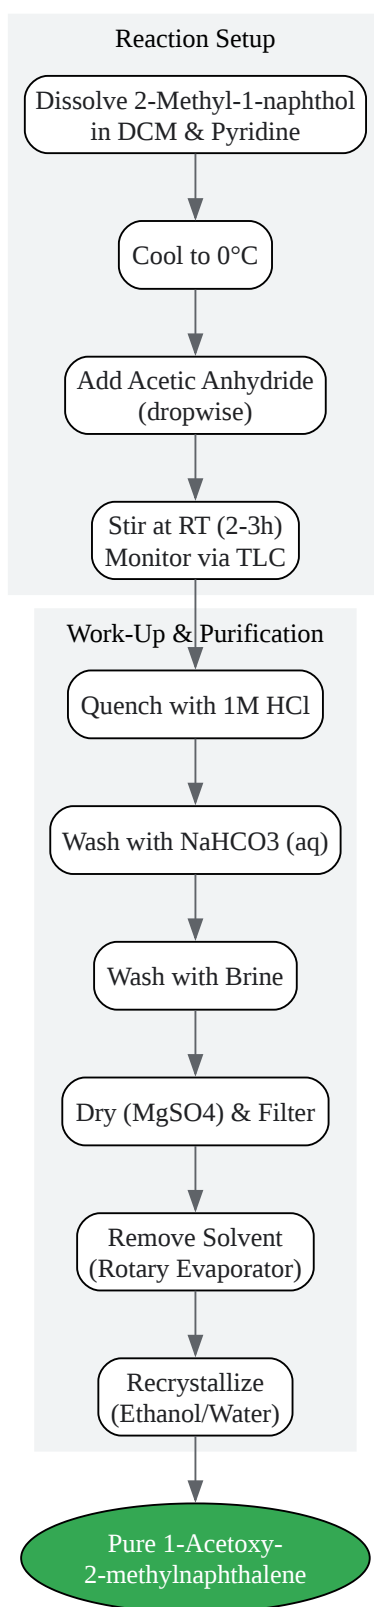 Reaction Setup
Dissolve 2-Methyl-1-naphthol
in DCM & Pyridine
Cool to 0°C
Add Acetic Anhydride
(dropwise)
Stir at RT (2-3h)
Monitor via TLC
Work-Up & Purification
Quench with 1M HCl
Wash with NaHCO3 (aq)
Wash with Brine
Dry (MgSO4) & Filter
Remove Solvent
(Rotary Evaporator)
Recrystallize
(Ethanol/Water)
Pure 1-Acetoxy-
2-methylnaphthalene